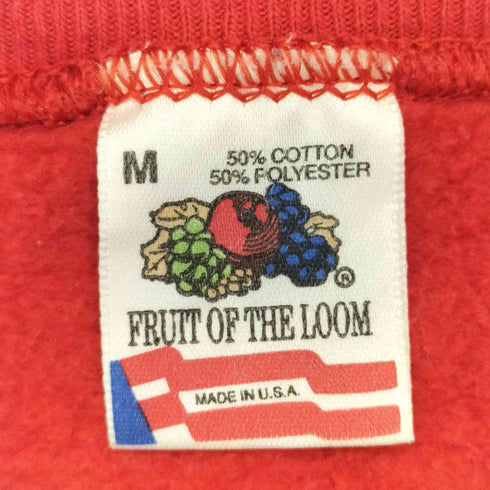 M
50% COTTON
50% POLYESTER
®
FRUIT OF THE LOOM
MADE IN U.S.A.